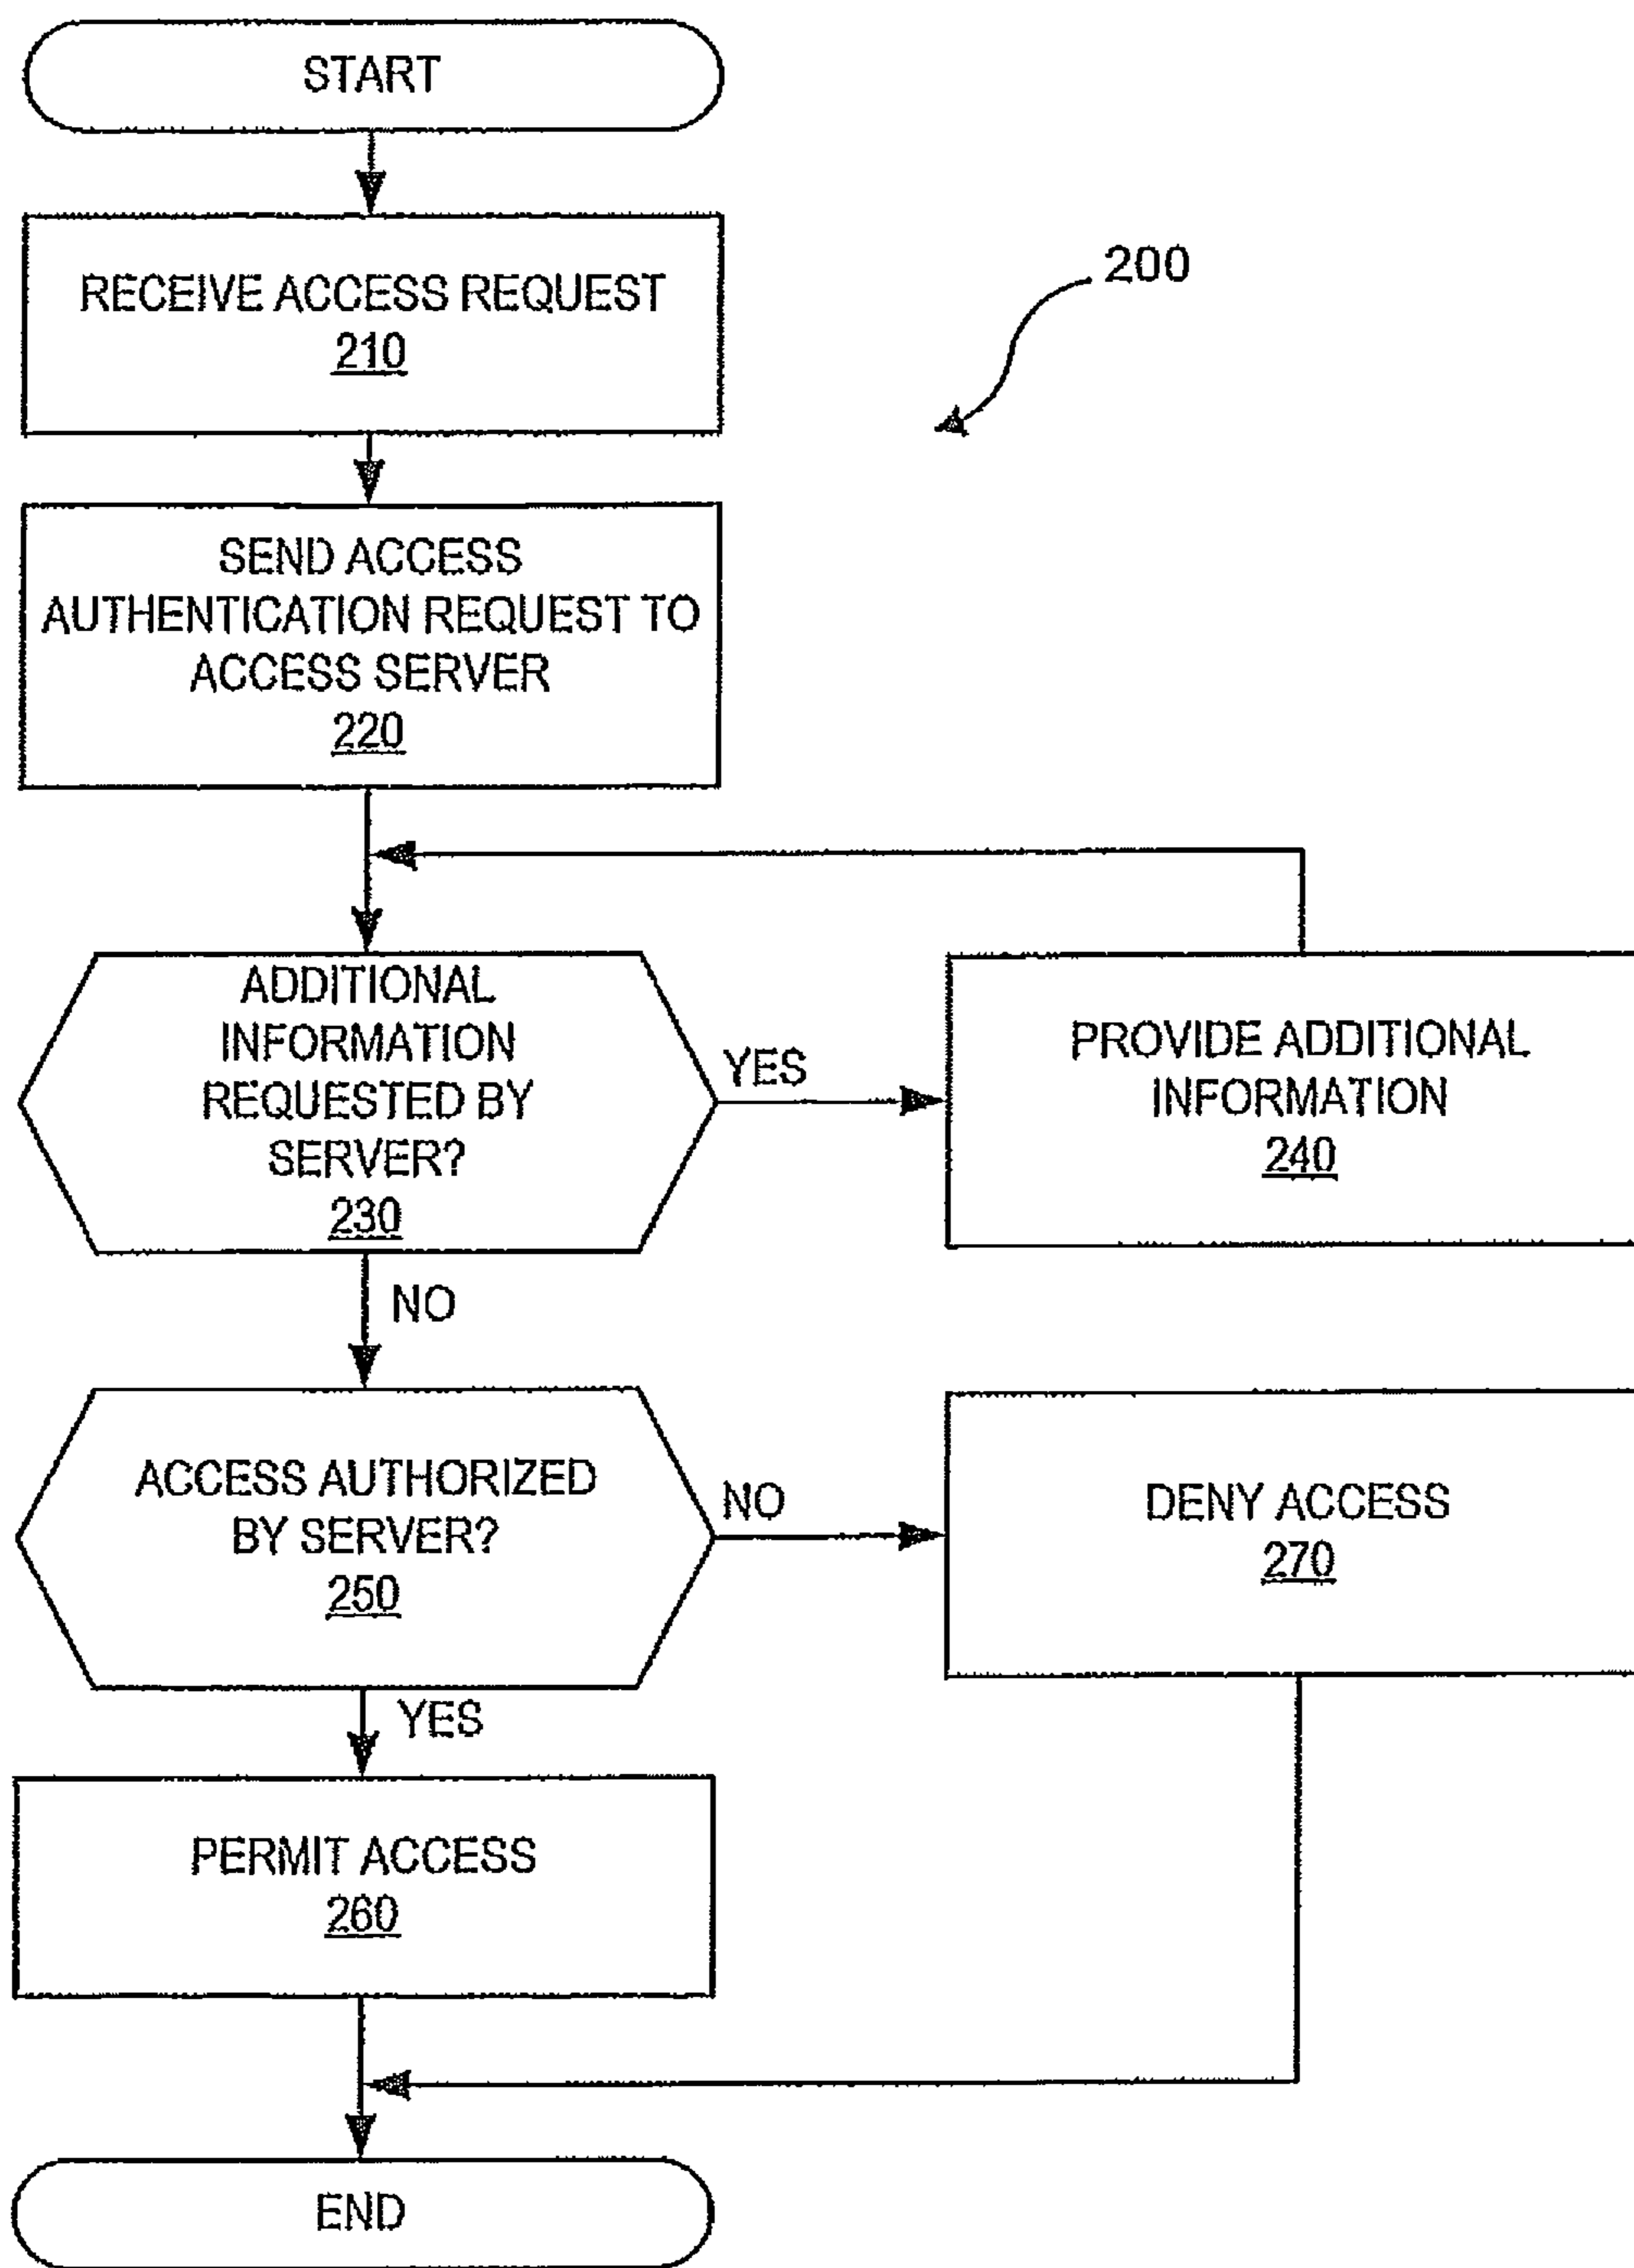 START
RECEIVE ACCESS REQUEST
210
200
SEND ACCESS
AUTHENTICATION REQUEST TO
ACCESS SERVER
220
ADDITIONAL
INFORMATION
REQUESTED BY
SERVER?
230
YES
PROVIDE ADDITIONAL
INFORMATION
240
NO
ACCESS AUTHORIZED
BY SERVER?
250
NO
DENY ACCESS
270
YES
PERMIT ACCESS
260
END